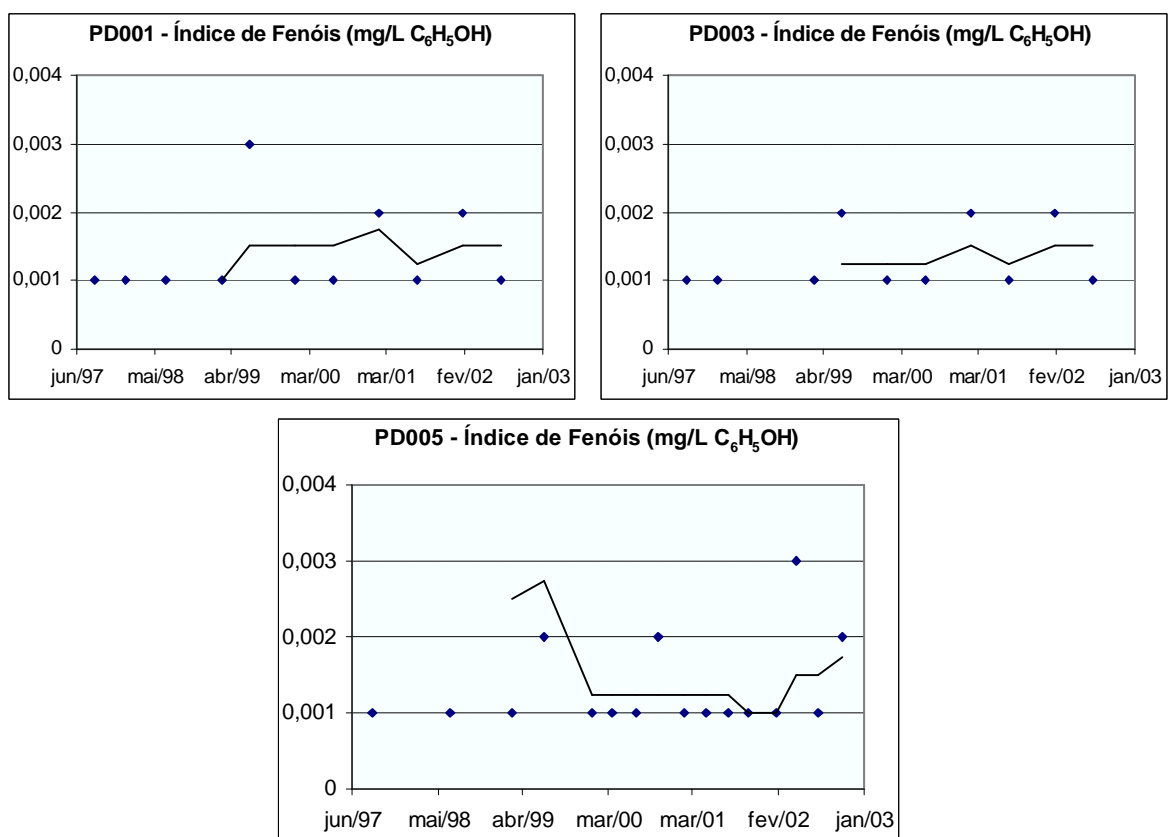 PD001 - Índice de Fenóis (mg/L C₆H₅OH)
0,004
0,003
0,002
0,001
0
jun/97 mai/98 abr/99 mar/00 mar/01 fev/02 jan/03
PD003 - Índice de Fenóis (mg/L C₆H₅OH)
0,004
0,003
0,002
0,001
0
jun/97 mai/98 abr/99 mar/00 mar/01 fev/02 jan/03
PD005 - Índice de Fenóis (mg/L C₆H₅OH)
0,004
0,003
0,002
0,001
0
jun/97 mai/98 abr/99 mar/00 mar/01 fev/02 jan/03